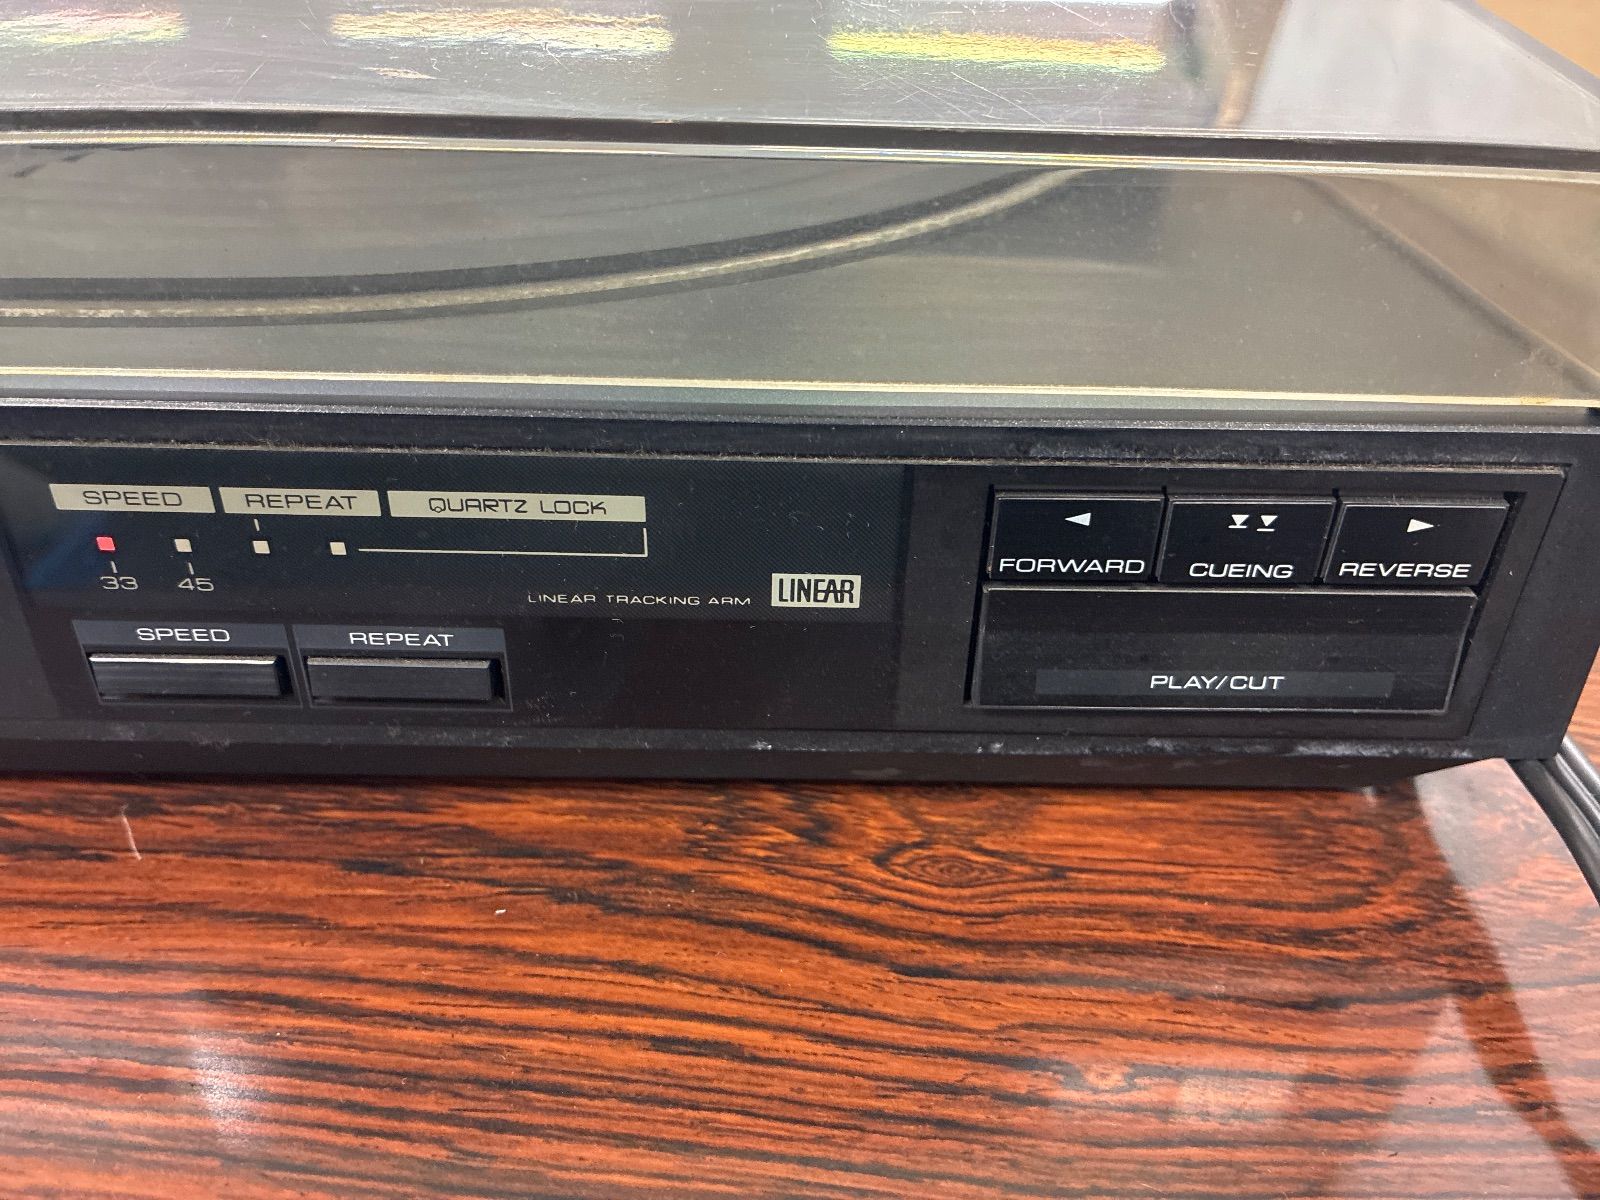 SPEED REPEAT QUARTZ LOCK
33 45
LINEAR TRACKING ARM LINEAR
SPEED REPEAT
FORWARD CUEING REVERSE
PLAY/CUT